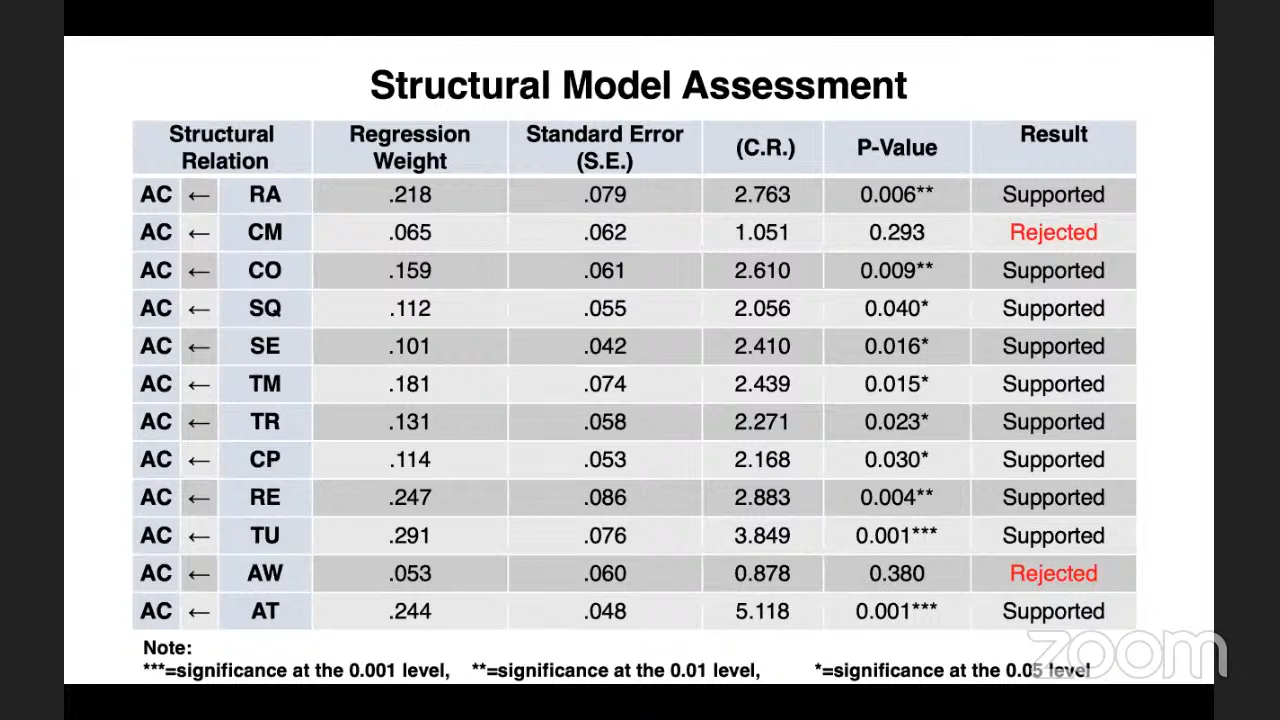 Structural Model Assessment
Structural Relation Regression Weight Standard Error (S.E.) (C.R.) P-Value Result
AC ← RA .218 .079 2.763 0.006** Supported
AC ← CM .065 .062 1.051 0.293 Rejected
AC ← CO .159 .061 2.610 0.009** Supported
AC ← SQ .112 .055 2.056 0.040* Supported
AC ← SE .101 .042 2.410 0.016* Supported
AC ← TM .181 .074 2.439 0.015* Supported
AC ← TR .131 .058 2.271 0.023* Supported
AC ← CP .114 .053 2.168 0.030* Supported
AC ← RE .247 .086 2.883 0.004** Supported
AC ← TU .291 .076 3.849 0.001*** Supported
AC ← AW .053 .060 0.878 0.380 Rejected
AC ← AT .244 .048 5.118 0.001*** Supported
Note:
***=significance at the 0.001 level, **=significance at the 0.01 level, *=significance at the 0.05 level
zoom